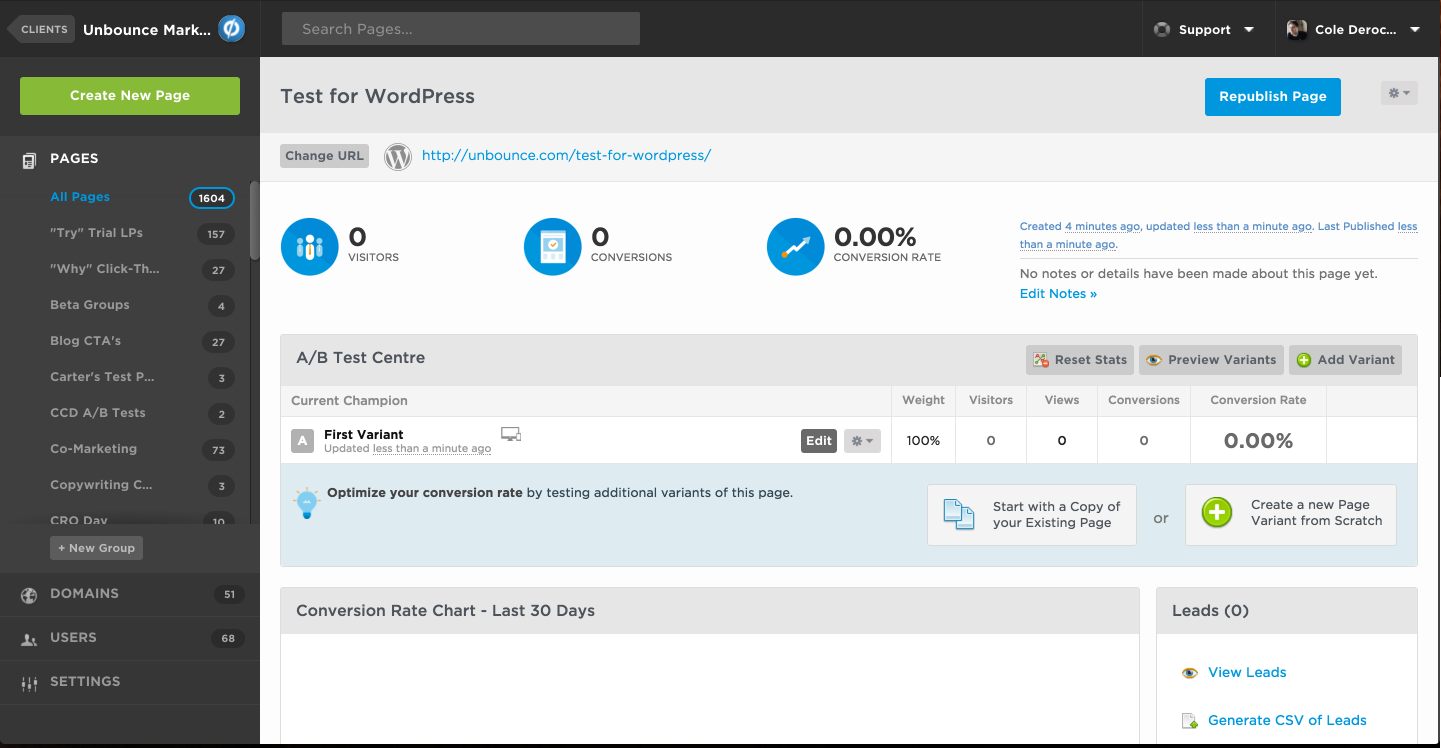 CLIENTS
Unbounce Mark...
Search Pages...
Support
Cole Deroc...
Create New Page
PAGES
All Pages 1604
"Try" Trial LPs 157
"Why" Click-Th... 27
Beta Groups 4
Blog CTA's 27
Carter's Test P... 3
CCD A/B Tests 2
Co-Marketing 73
Copywriting C... 3
CRO Day 10
+ New Group
DOMAINS 51
USERS 68
SETTINGS
Test for WordPress
Republish Page
Change URL
http://unbounce.com/test-for-wordpress/
0
VISITORS
0
CONVERSIONS
0.00%
CONVERSION RATE
Created 4 minutes ago, updated less than a minute ago. Last Published less
than a minute ago.
No notes or details have been made about this page yet.
Edit Notes »
A/B Test Centre
Reset Stats
Preview Variants
Add Variant
Current Champion Weight Visitors Views Conversions Conversion Rate
A First Variant
Updated less than a minute ago
Edit
100% 0 0 0 0.00%
Optimize your conversion rate by testing additional variants of this page.
Start with a Copy of
your Existing Page
or
Create a new Page
Variant from Scratch
Conversion Rate Chart - Last 30 Days
Leads (0)
View Leads
Generate CSV of Leads